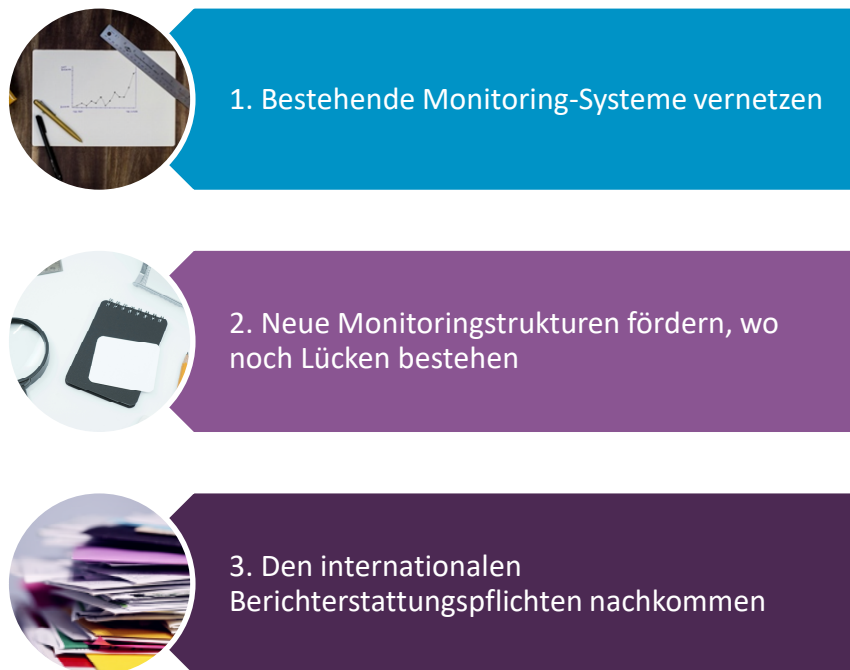 1. Bestehende Monitoring-Systeme vernetzen
2. Neue Monitoringstrukturen fördern, wo
noch Lücken bestehen
3. Den internationalen
Berichterstattungspflichten nachkommen